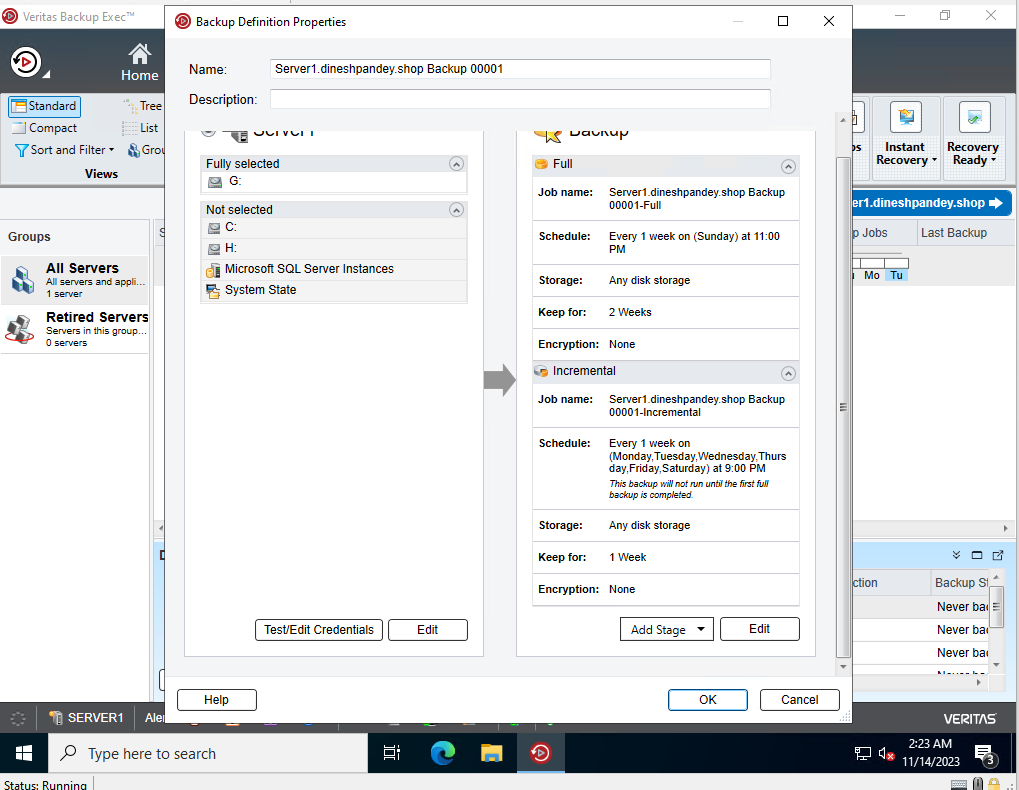 Veritas Backup Exec™
Backup Definition Properties
Home
Name:
Server1.dineshpandey.shop Backup 00001
Description:
Standard
Tree
Compact
List
Sort and Filter
Grou
Views
Instant
Recovery
Recovery
Ready
Server1
Backup
Fully selected
G:
Not selected
C:
H:
Microsoft SQL Server Instances
System State
Full
Job name:
Server1.dineshpandey.shop Backup
00001-Full
Schedule:
Every 1 week on (Sunday) at 11:00
PM
Storage:
Any disk storage
Keep for:
2 Weeks
Encryption:
None
Incremental
Job name:
Server1.dineshpandey.shop Backup
00001-Incremental
Schedule:
Every 1 week on
(Monday,Tuesday,Wednesday,Thurs
day,Friday,Saturday) at 9:00 PM
This backup will not run until the first full
backup is completed.
Storage:
Any disk storage
Keep for:
1 Week
Encryption:
None
Test/Edit Credentials
Edit
Add Stage
Edit
Help
OK
Cancel
Groups
All Servers
All servers and appli...
1 server
Retired Servers
Servers in this group...
0 servers
er1.dineshpandey.shop
p Jobs
Last Backup
Mo
Tu
ction
Backup St
Never bac
Never bac
Never bac
SERVER1
Aler
VERITAS
Type here to search
2:23 AM
11/14/2023
3
Status: Running